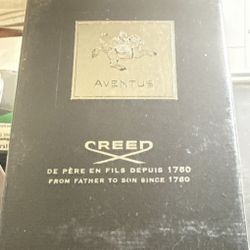 AVENTUS
CREED
DE PÈRE EN FILS DEPUIS 1760
FROM FATHER TO SON SINCE 1760